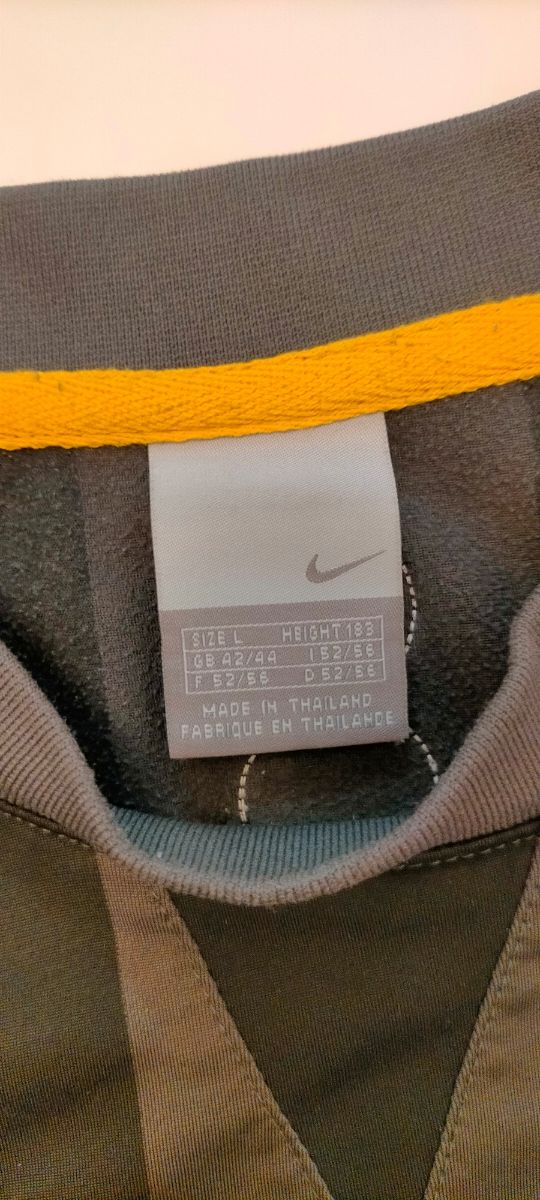 SIZE L HEIGHT 183
GB 42/44 I 52/56
F 52/56 D 52/56
MADE IN THAILAND
FABRIQUE EN THAILANDE